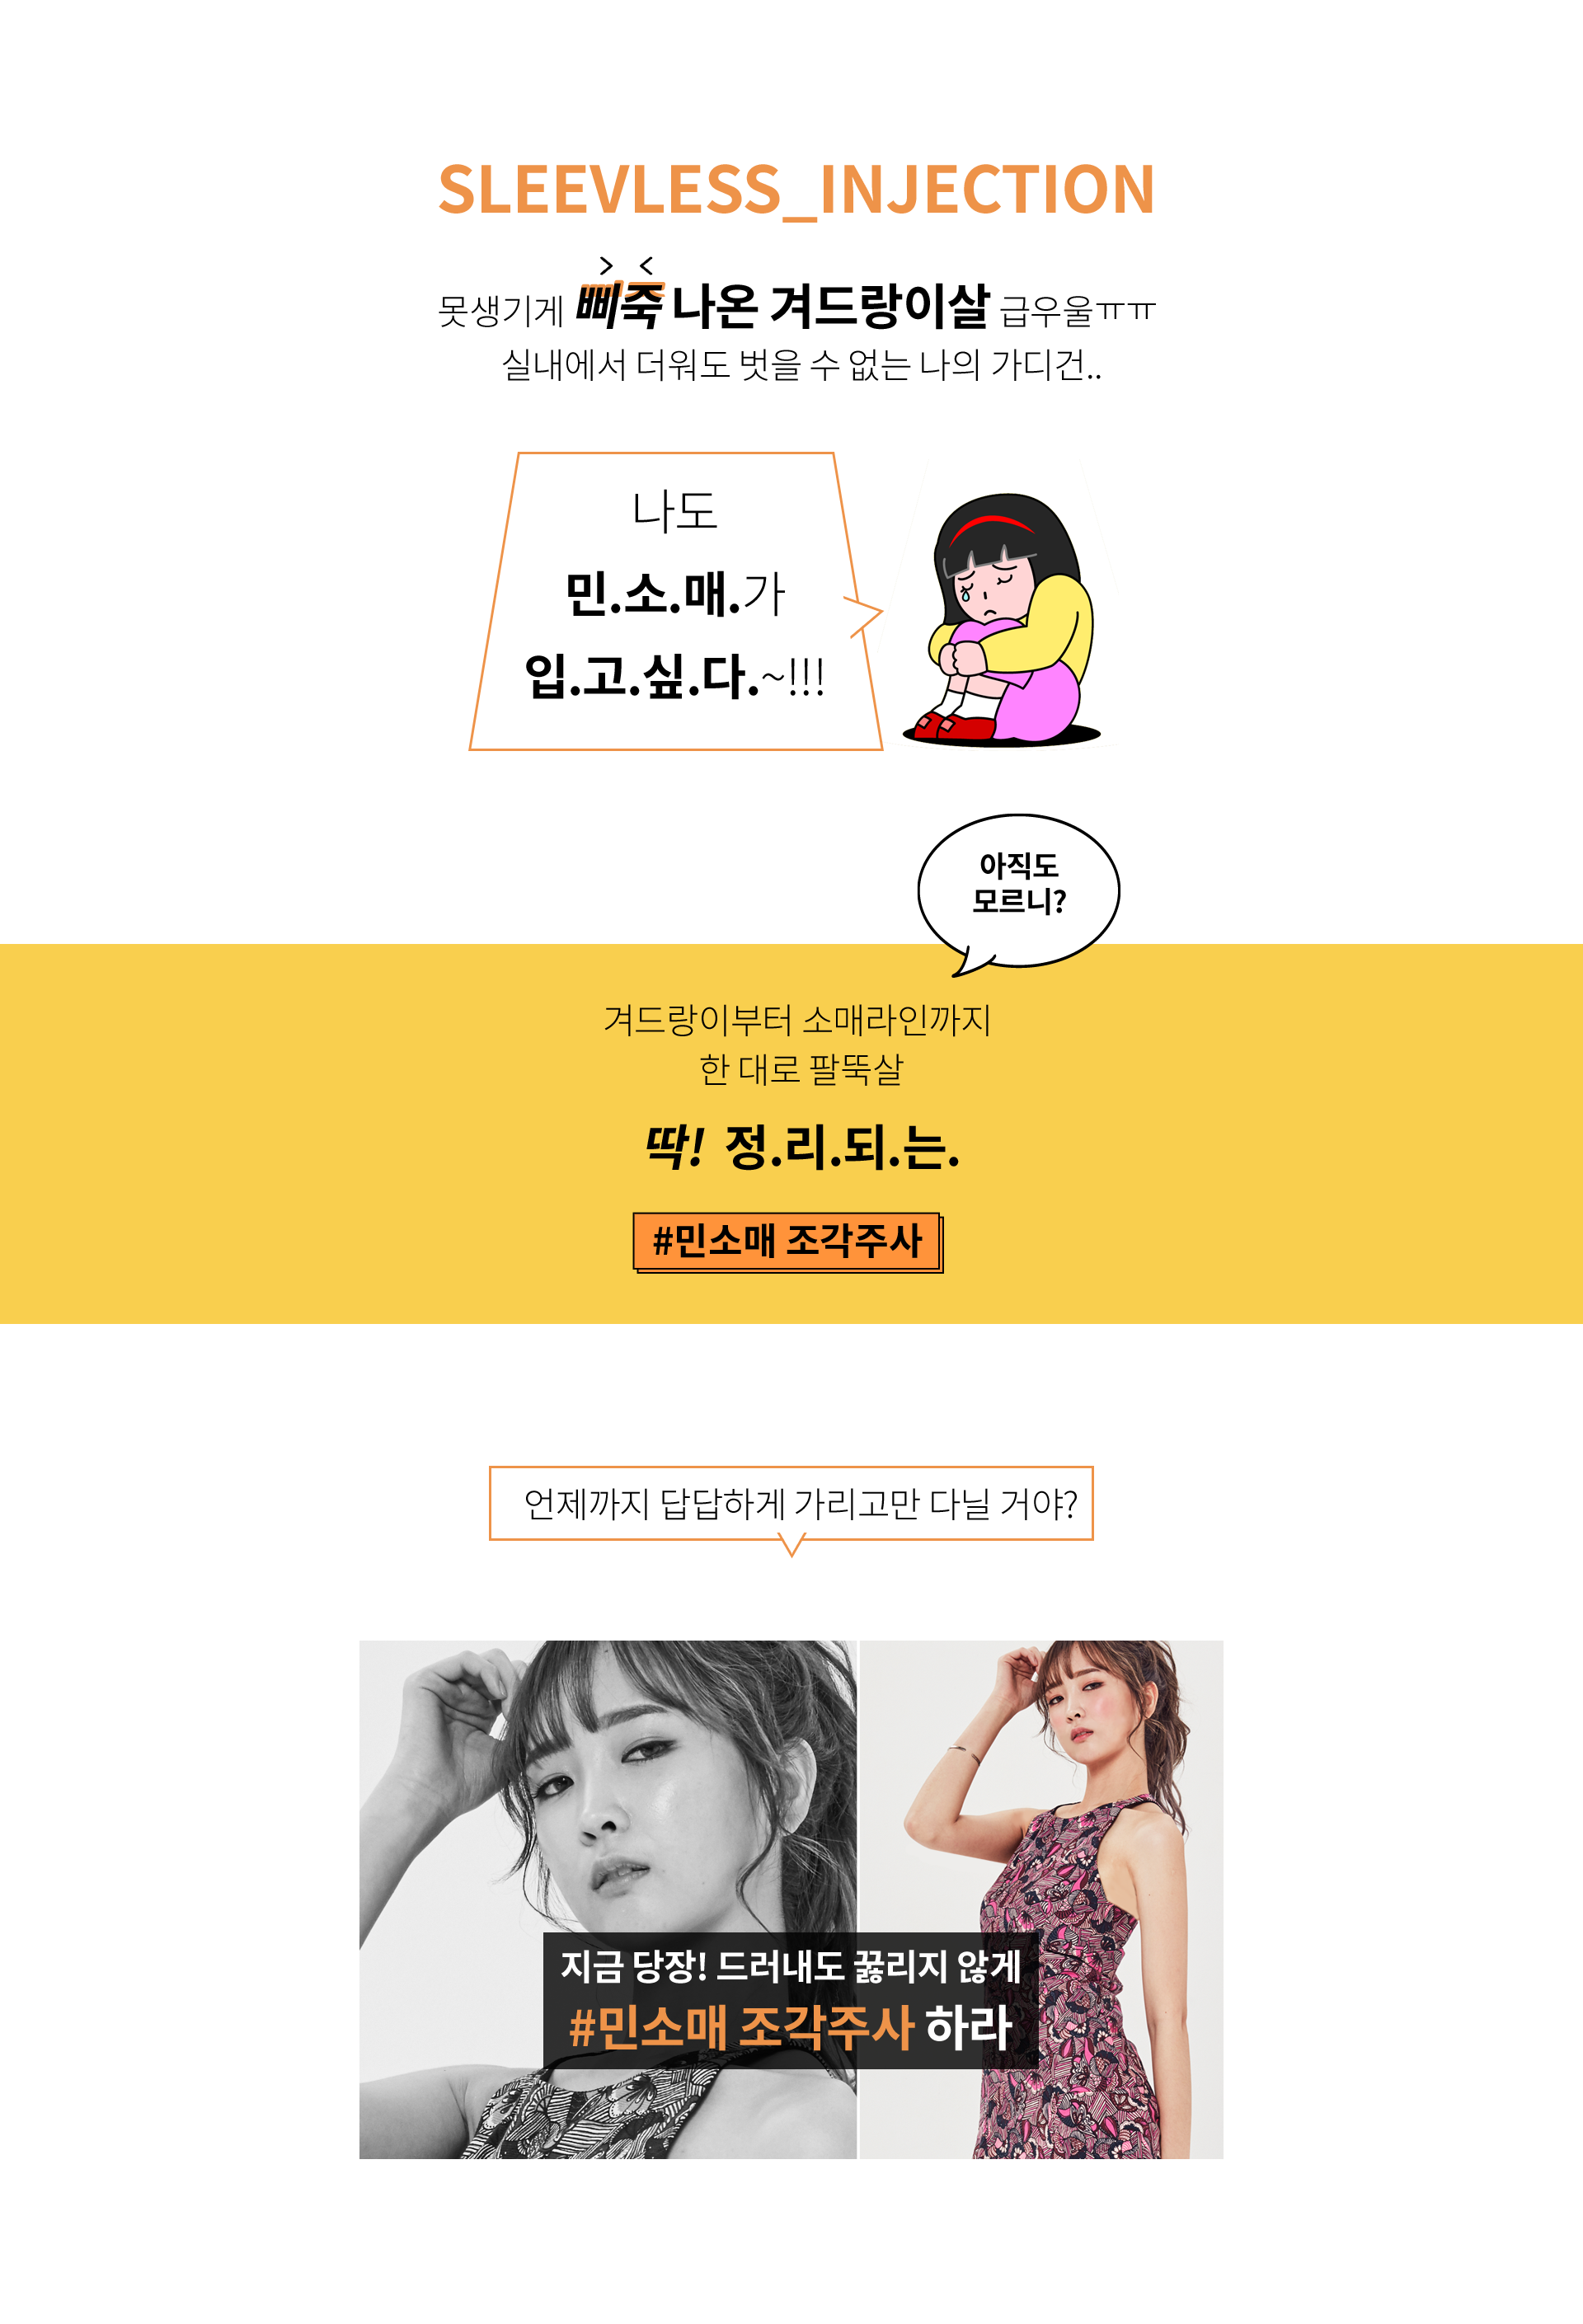 SLEEVLESS_INJECTION
못생기게 삐죽 나온 겨드랑이살 급우울ㅠㅠ
실내에서 더워도 벗을 수 없는 나의 가디건..
나도
민.소.매.가
입.고.싶.다.~!!!
아직도
모르니?
겨드랑이부터 소매라인까지
한 대로 팔뚝살
딱! 정.리.되.는.
#민소매 조각주사
언제까지 답답하게 가리고만 다닐 거야?
지금 당장! 드러내도 꿇리지 않게
#민소매 조각주사 하라